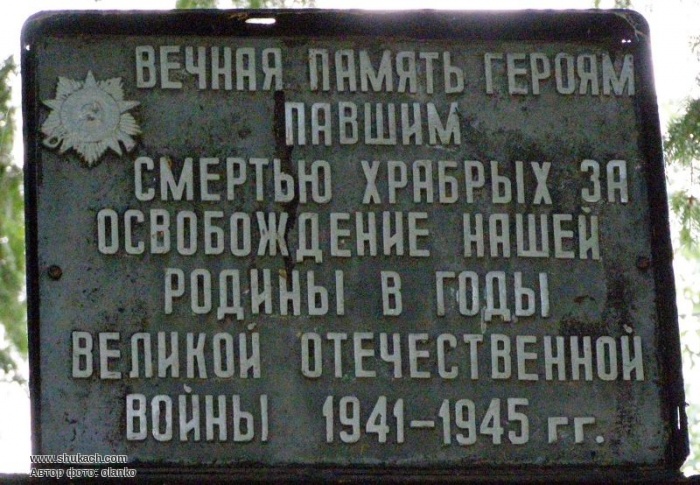 ВЕЧНАЯ ПАМЯТЬ ГЕРОЯМ
ПАВШИМ
СМЕРТЬЮ ХРАБРЫХ ЗА
ОСВОБОЖДЕНИЕ НАШЕЙ
РОДИНЫ В ГОДЫ
ВЕЛИКОЙ ОТЕЧЕСТВЕННОЙ
ВОЙНЫ 1941-1945 гг.
www.shukach.com
Автор фото: olanko